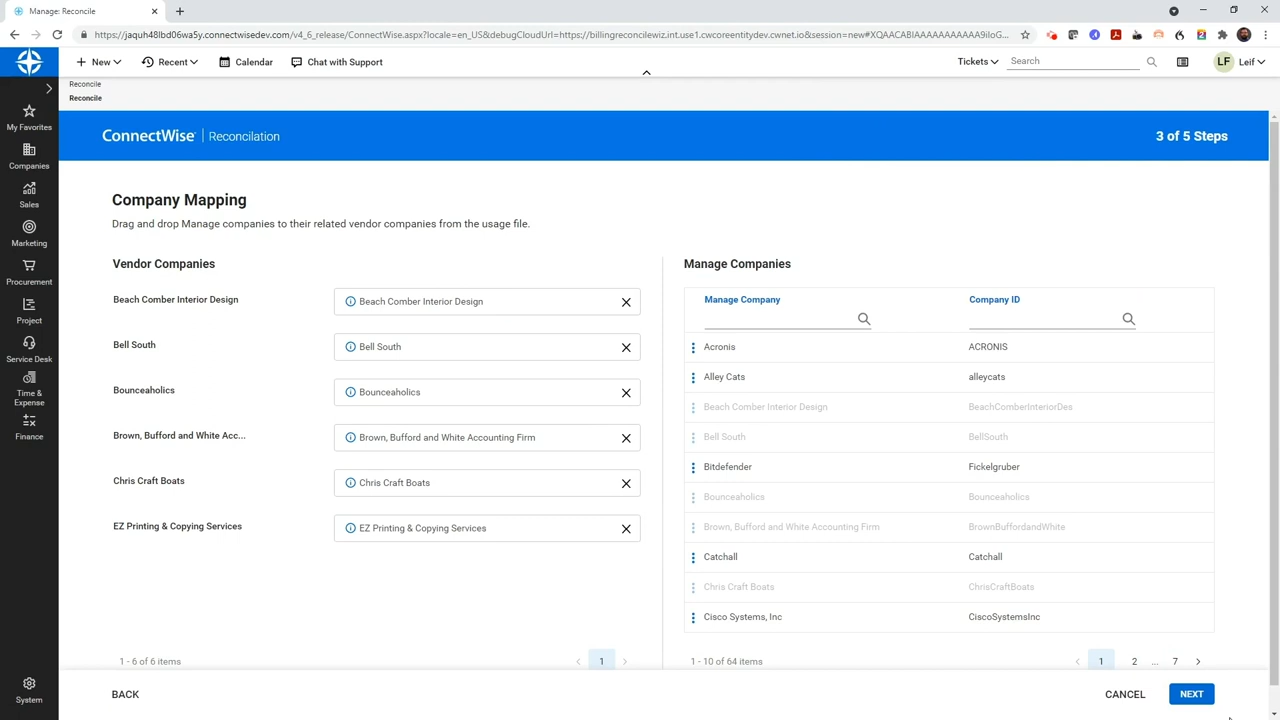 Manage: Reconcile
https://jaquh48lbd06wa5y.connectwisedev.com/v4_6_release/ConnectWise.aspx?locale=en_US&debugCloudUrl=https://billingreconcilewiz.int.use1.cwcoreentitydev.cwnet.io&session=new#XQAACABIAAAAAAAAAAA9iIoG...
New
Recent
Calendar
Chat with Support
Tickets
Search
LF
Leif
Reconcile
Reconcile
My Favorites
Companies
Sales
Marketing
Procurement
Project
Service Desk
Time &
Expense
Finance
System
ConnectWise | Reconcilation
3 of 5 Steps
Company Mapping
Drag and drop Manage companies to their related vendor companies from the usage file.
Vendor Companies
Beach Comber Interior Design
Beach Comber Interior Design
Bell South
Bell South
Bounceaholics
Bounceaholics
Brown, Bufford and White Acc...
Brown, Bufford and White Accounting Firm
Chris Craft Boats
Chris Craft Boats
EZ Printing & Copying Services
EZ Printing & Copying Services
1 - 6 of 6 items
1
Manage Companies
Manage Company Company ID
Acronis ACRONIS
Alley Cats alleycats
Beach Comber Interior Design BeachComberInteriorDes
Bell South BellSouth
Bitdefender Fickelgruber
Bounceaholics Bounceaholics
Brown, Bufford and White Accounting Firm BrownBuffordandWhite
Catchall Catchall
Chris Craft Boats ChrisCraftBoats
Cisco Systems, Inc CiscoSystemsInc
1 - 10 of 64 items
1 2 ... 7
BACK
CANCEL
NEXT